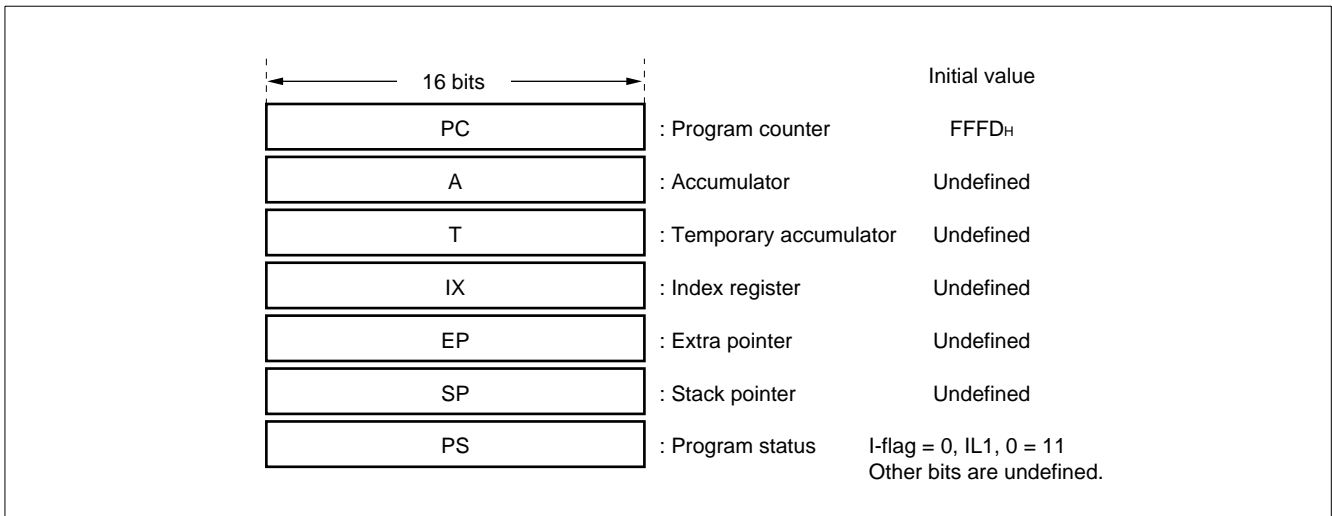 16 bits Initial value
PC : Program counter FFFDH
A : Accumulator Undefined
T : Temporary accumulator Undefined
IX : Index register Undefined
EP : Extra pointer Undefined
SP : Stack pointer Undefined
PS : Program status I-flag = 0, IL1, 0 = 11
Other bits are undefined.